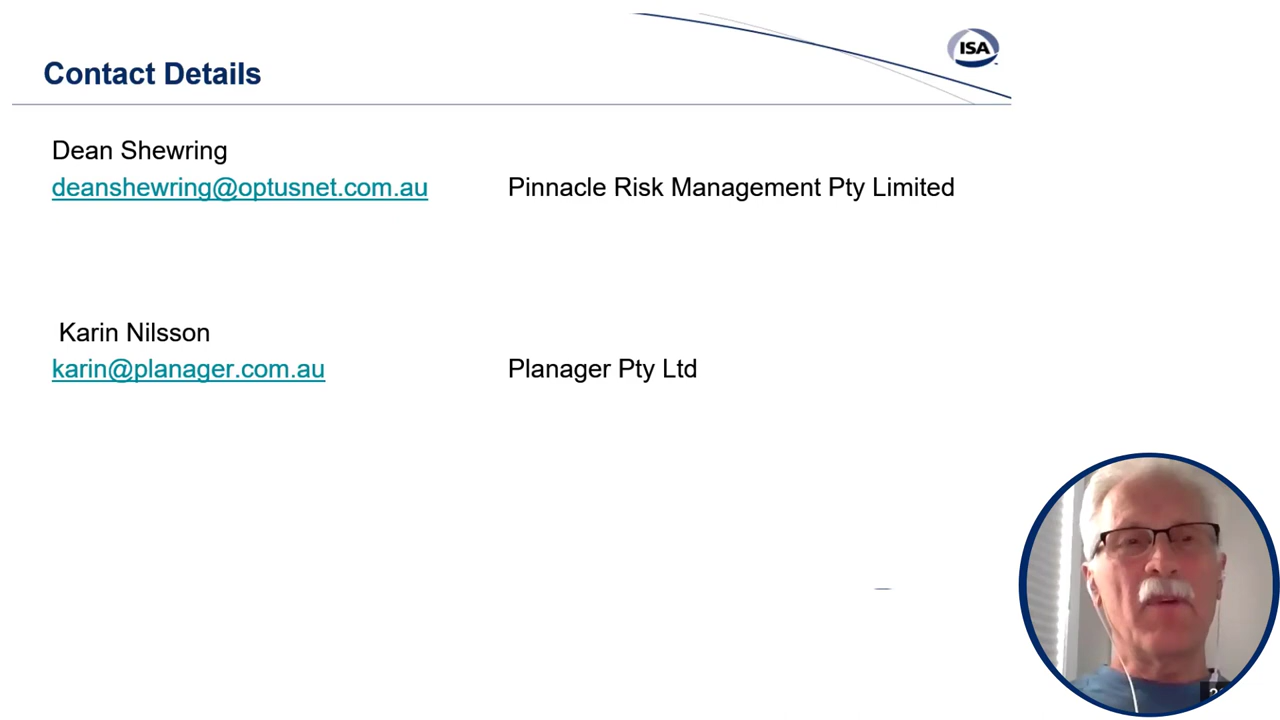 ISA
Contact Details
Dean Shewring
deanshewring@optusnet.com.au Pinnacle Risk Management Pty Limited
Karin Nilsson
karin@planager.com.au Planager Pty Ltd